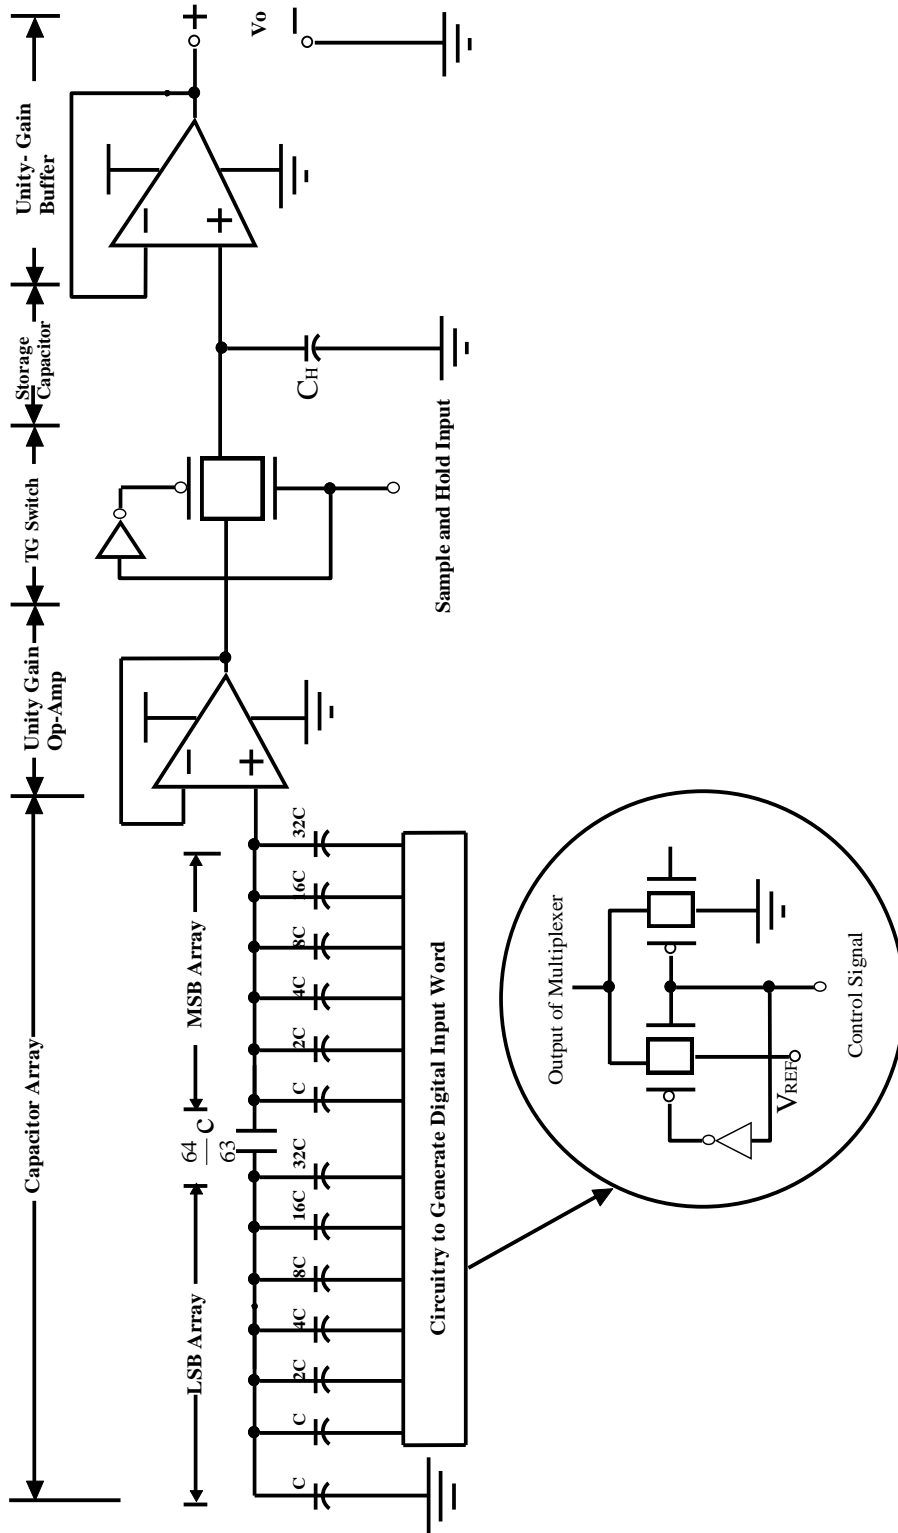 Capacitor Array
Unity Gain
Op-Amp
TG Switch
Storage
Capacitor
Unity- Gain
Buffer
LSB Array
64
63
C
MSB Array
C
C
2C
4C
8C
16C
32C
C
2C
4C
8C
16C
32C
− +
− +
+
Vo
−
CH
Sample and Hold Input
Circuitry to Generate Digital Input Word
Output of Multiplexer
VREF
Control Signal